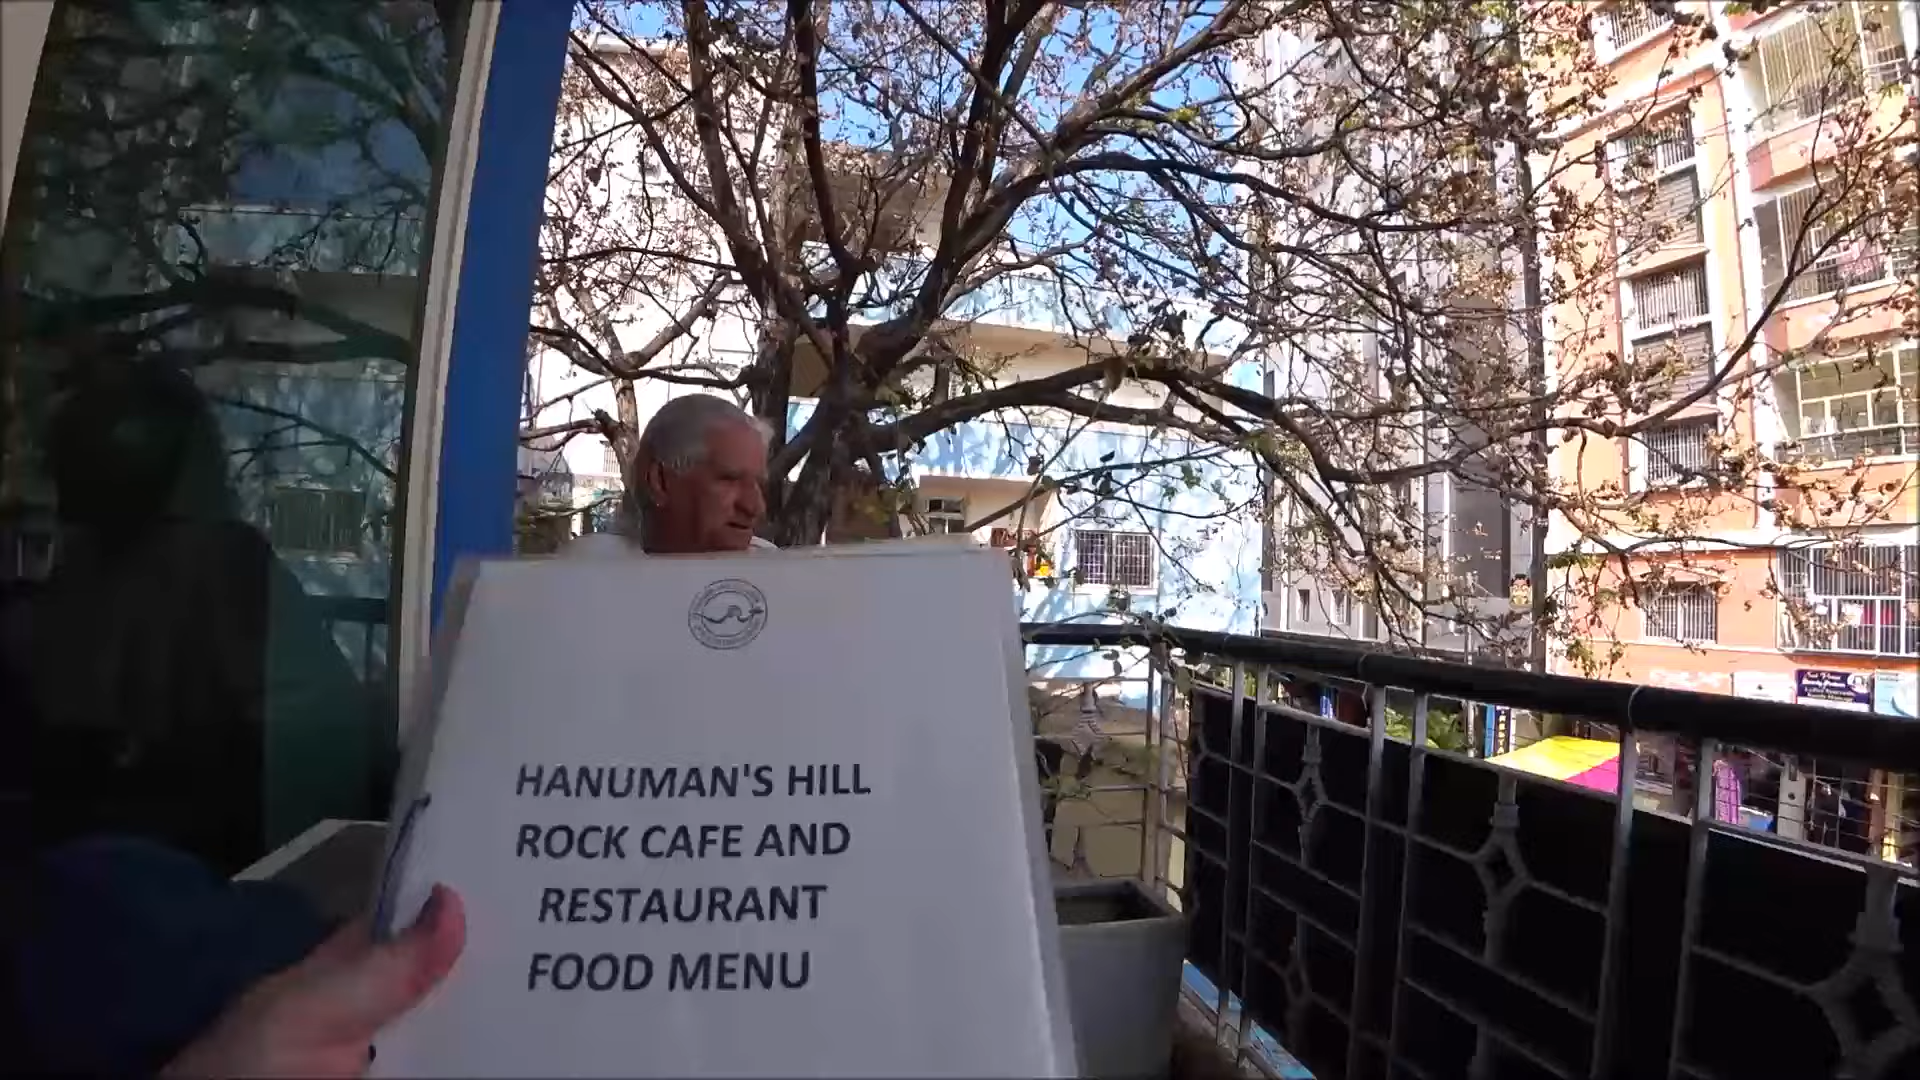 HANUMAN'S HILL
ROCK CAFE AND
RESTAURANT
FOOD MENU